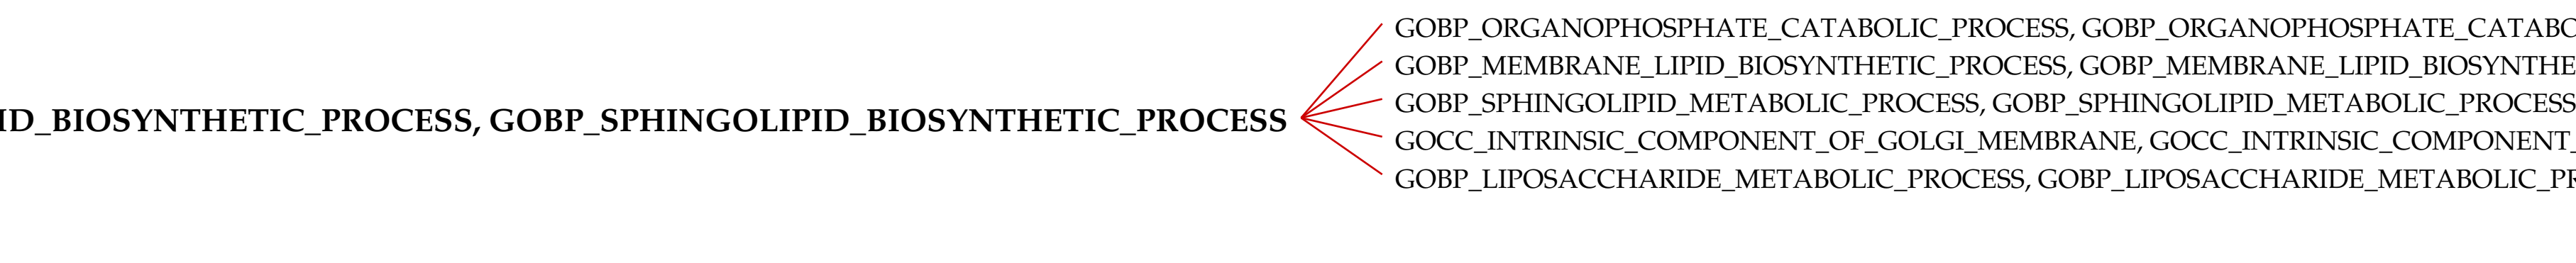 GOBP_ORGANOPHOSPHATE_CATABOLIC_PROCESS, GOBP_ORGANOPHOSPHATE_CATABO
GOBP_MEMBRANE_LIPID_BIOSYNTHETIC_PROCESS, GOBP_MEMBRANE_LIPID_BIOSYNTHE
GOBP_SPHINGOLIPID_METABOLIC_PROCESS, GOBP_SPHINGOLIPID_METABOLIC_PROCESS
ID_BIOSYNTHETIC_PROCESS, GOBP_SPHINGOLIPID_BIOSYNTHETIC_PROCESS
GOCC_INTRINSIC_COMPONENT_OF_GOLGI_MEMBRANE, GOCC_INTRINSIC_COMPONENT_
GOBP_LIPOSACCHARIDE_METABOLIC_PROCESS, GOBP_LIPOSACCHARIDE_METABOLIC_PR